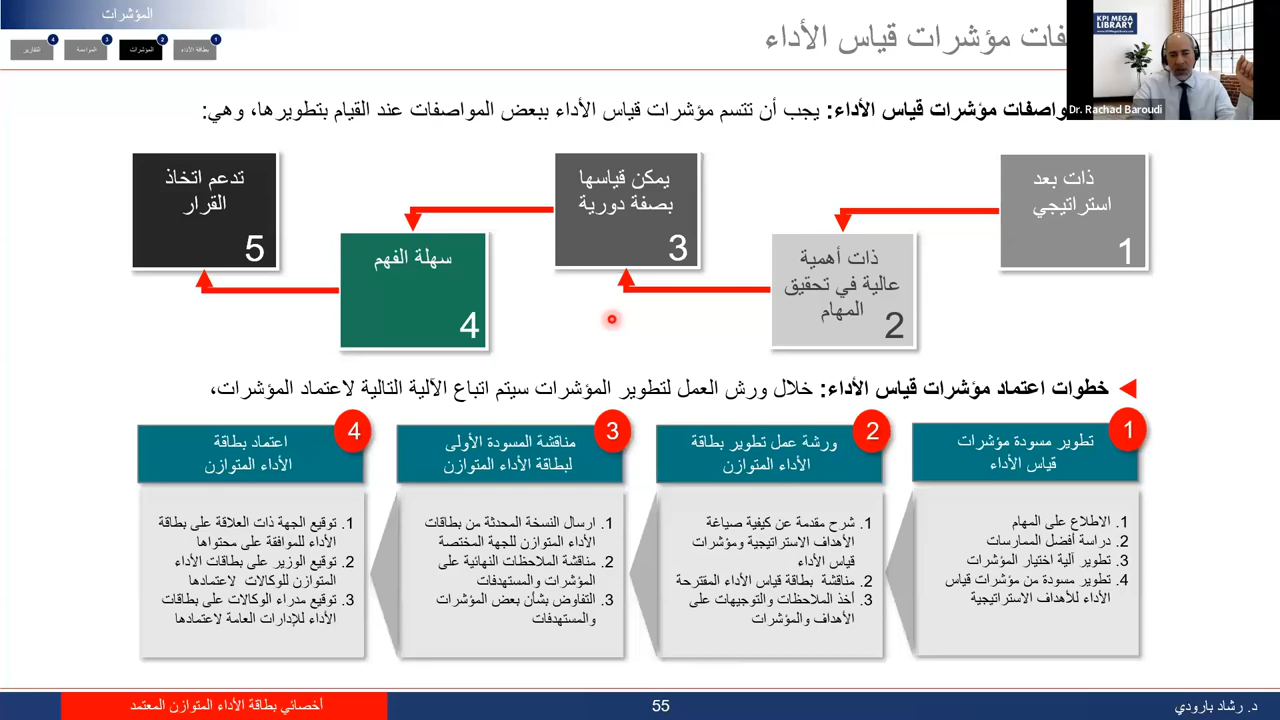 المؤشرات
1
بطاقة الأداء
2
المؤشرات
3
المواءمة
4
التقارير
مؤشرات قياس الأداء
KPI MEGA
LIBRARY
Dr. Rachad Baroudi
مؤشرات قياس الأداء: يجب أن تتسم مؤشرات قياس الأداء ببعض المواصفات عند القيام بتطويرها، وهي:
ذات بعد
استراتيجي
1
ذات أهمية
عالية في تحقيق
المهام
2
يمكن قياسها
بصفة دورية
3
سهلة الفهم
4
تدعم اتخاذ
القرار
5
خطوات اعتماد مؤشرات قياس الأداء: خلال ورش العمل لتطوير المؤشرات سيتم اتباع الآلية التالية لاعتماد المؤشرات،
1
تطوير مسودة مؤشرات
قياس الأداء
1. الاطلاع على المهام
2. دراسة أفضل الممارسات
3. تطوير آلية اختيار المؤشرات
4. تطوير مسودة من مؤشرات قياس
الأداء للأهداف الاستراتيجية
2
ورشة عمل تطوير بطاقة
الأداء المتوازن
1. شرح مقدمة عن كيفية صياغة
الأهداف الاستراتيجية ومؤشرات
قياس الأداء
2. مناقشة بطاقة قياس الأداء المقترحة
3. أخذ الملاحظات والتوجيهات على
الأهداف والمؤشرات
3
مناقشة المسودة الأولى
لبطاقة الأداء المتوازن
1. ارسال النسخة المحدثة من بطاقات
الأداء المتوازن للجهة المختصة
2. مناقشة الملاحظات النهائية على
المؤشرات والمستهدفات
3. التفاوض بشأن بعض المؤشرات
والمستهدفات
4
اعتماد بطاقة
الأداء المتوازن
1. توقيع الجهة ذات العلاقة على بطاقة
الأداء للموافقة على محتواها
2. توقيع الوزير على بطاقات الأداء
المتوازن للوكالات لاعتمادها
3. توقيع مدراء الوكالات على بطاقات
الأداء للإدارات العامة لاعتمادها
د. رشاد بارودي
55
أخصائي بطاقة الأداء المتوازن المعتمد